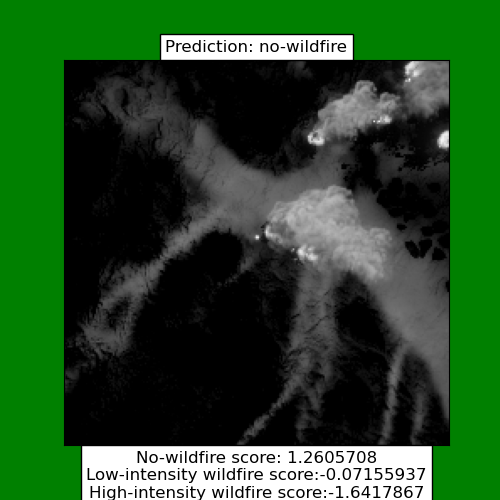 Prediction: no-wildfire
No-wildfire score: 1.2605708
Low-intensity wildfire score:-0.07155937
High-intensity wildfire score:-1.6417867